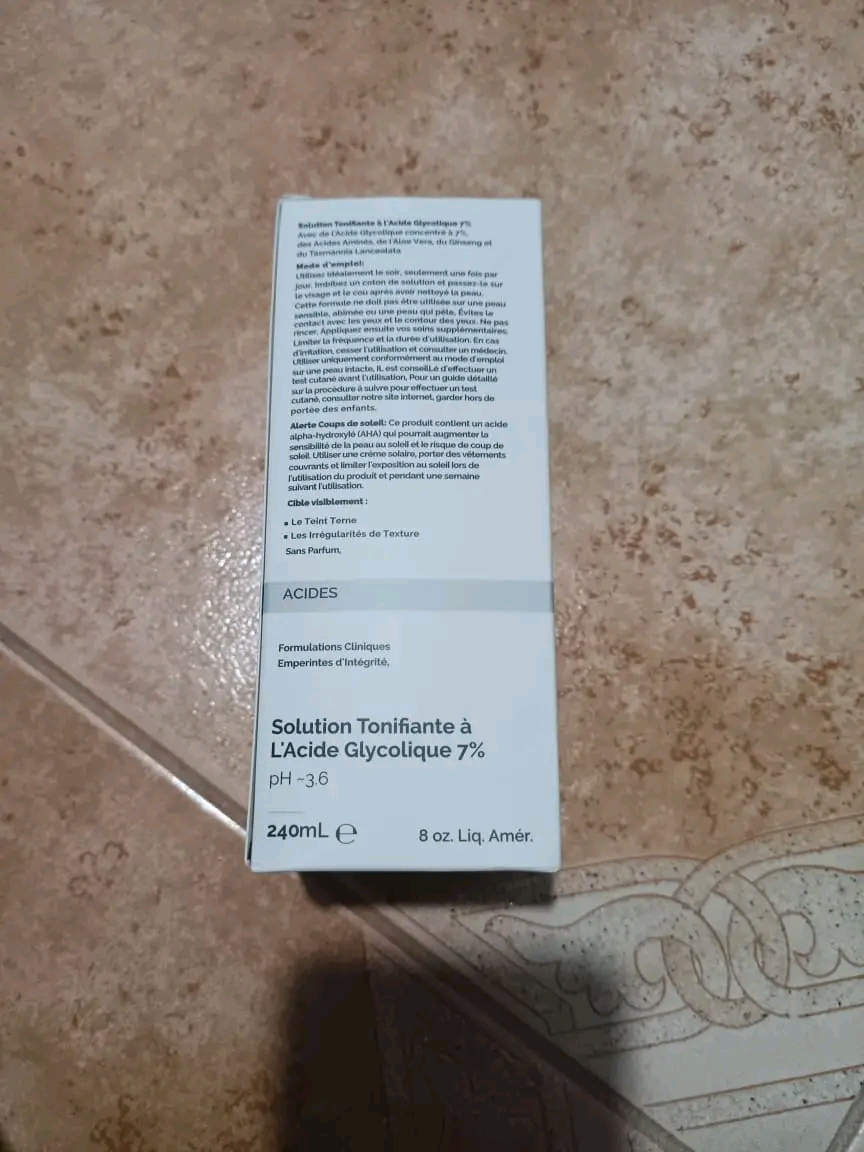 Solution Tonifiante à l'Acide Glycolique 7%
Avec de l'Acide Glycolique concentré à 7%,
des Acides Aminés, de l'Aloe Vera, du Ginseng et
du Tasmannia Lanceolata
Mode d'emploi:
Utiliser idéalement le soir, seulement une fois par
jour. Imbibez un coton de solution et passez-le sur
le visage et le cou après avoir nettoyé la peau.
Cette formule ne doit pas être utilisée sur une peau
sensible, abîmée ou une peau qui pèle, Évites le
contact avec les yeux et le contour des yeux. Ne pas
rincer. Appliquez ensuite vos soins supplémentaires.
Limiter la fréquence et la durée d'utilisation. En cas
d'irritation, cesser l'utilisation et consulter un médecin.
Utiliser uniquement conformément au mode d'emploi
sur une peau intacte, IL est conseilLé d'effectuer un
test cutané avant l'utilisation, Pour un guide détaillé
sur la procédure à suivre pour effectuer un test
cutané, consulter notre site internet, garder hors de
portée des enfants.
Alerte Coups de soleil: Ce produit contient un acide
alpha-hydroxylé (AHA) qui pourrait augmenter la
sensibilité de la peau au soleil et le risque de coup de
soleil. Utiliser une crème solaire, porter des vêtements
couvrants et limiter l'exposition au soleil lors de
l'utilisation du produit et pendant une semaine
suivant l'utilisation.
Cible visiblement :
▪ Le Teint Terne
▪ Les Irrégularités de Texture
Sans Parfum,
ACIDES
Formulations Cliniques
Emperintes d'Intégrité,
Solution Tonifiante à
L'Acide Glycolique 7%
pH ~3.6
240mL ℮ 8 oz. Liq. Amér.